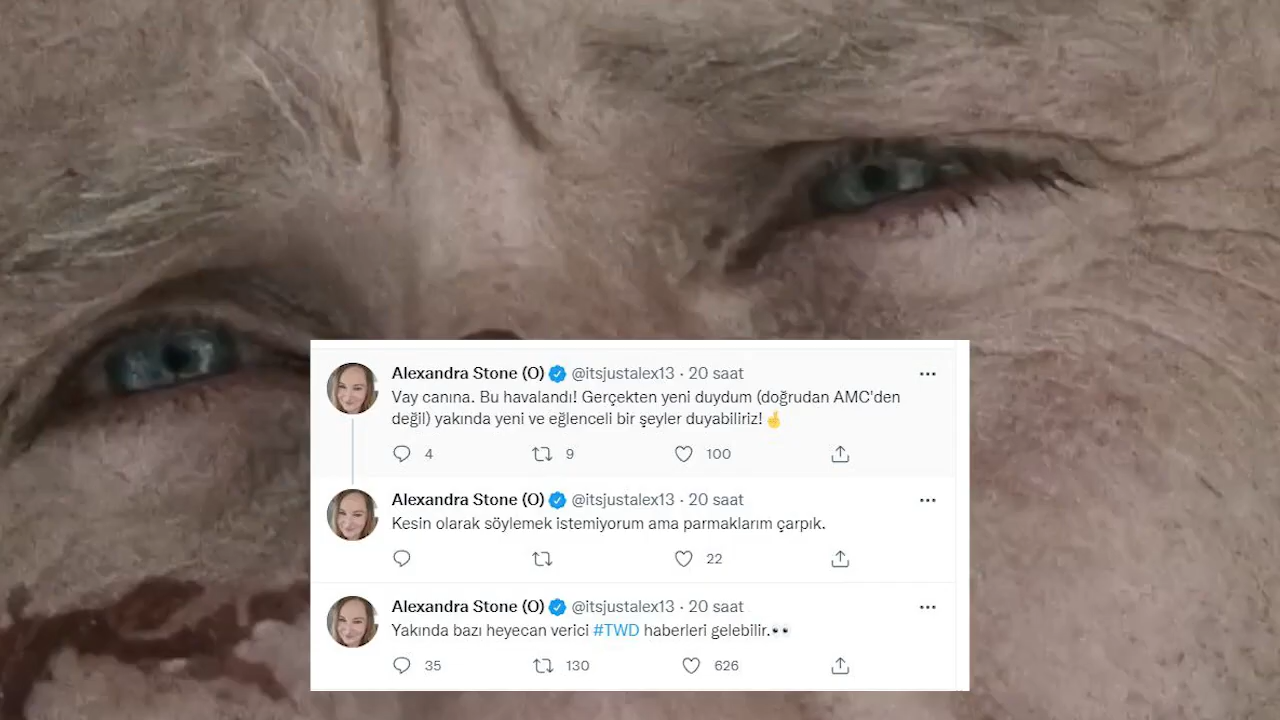 Alexandra Stone (O) @itsjustalex13 · 20 saat
Vay canına. Bu havalandı! Gerçekten yeni duydum (doğrudan AMC'den
değil) yakında yeni ve eğlenceli bir şeyler duyabiliriz!🤞
4 9 100
Alexandra Stone (O) @itsjustalex13 · 20 saat
Kesin olarak söylemek istemiyorum ama parmaklarım çarpık.
22
Alexandra Stone (O) @itsjustalex13 · 20 saat
Yakında bazı heyecan verici #TWD haberleri gelebilir.👀
35 130 626